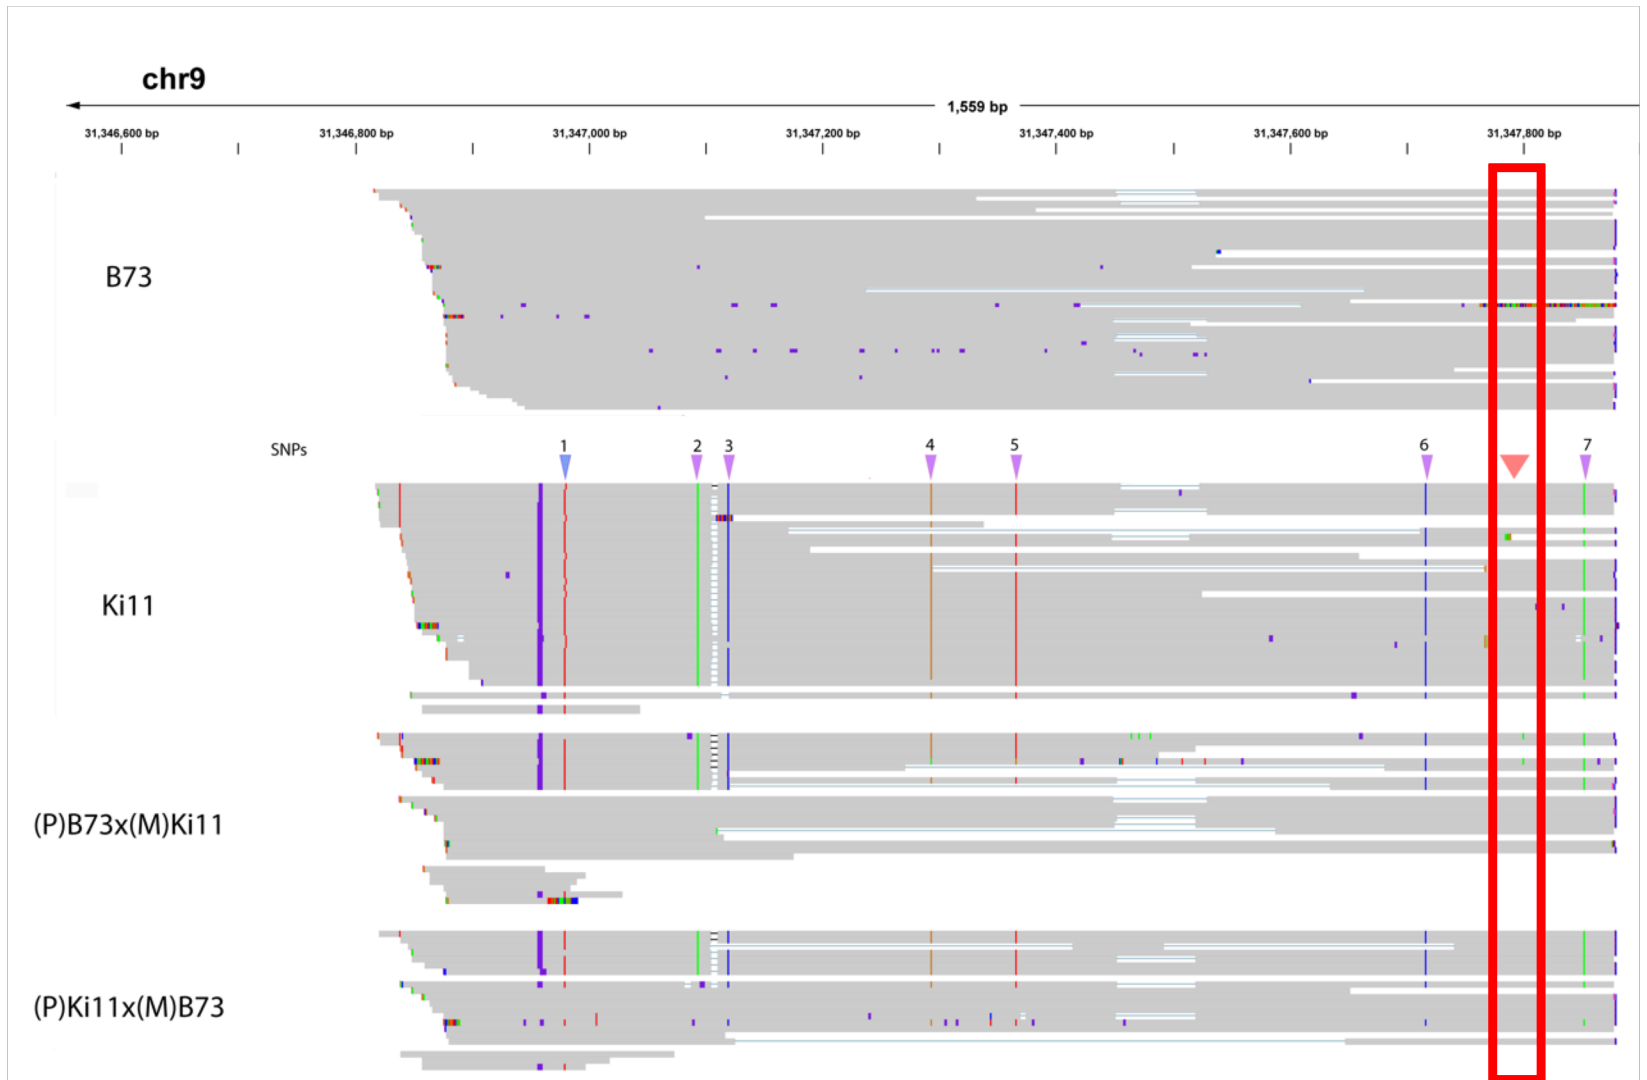 chr9
1,559 bp
31,346,600 bp 31,346,800 bp 31,347,000 bp 31,347,200 bp 31,347,400 bp 31,347,600 bp 31,347,800 bp
B73
SNPs 1 2 3 4 5 6 7
Ki11
(P)B73x(M)Ki11
(P)Ki11x(M)B73